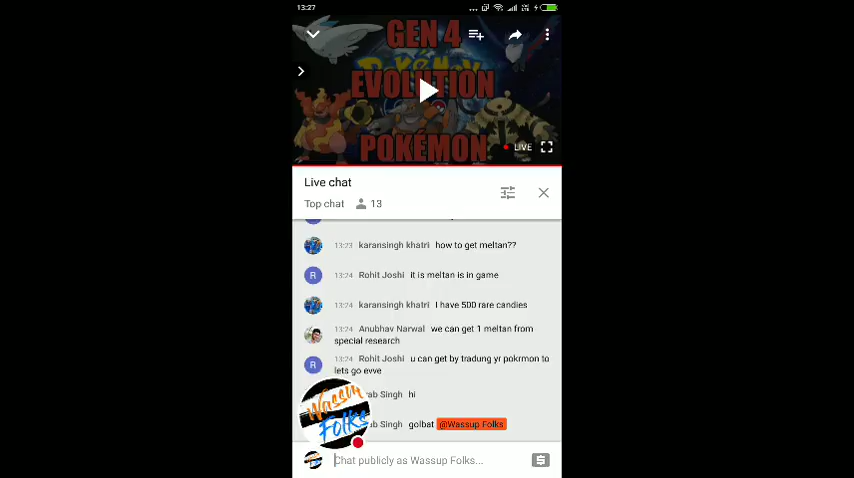 13:27
GEN 4
EVOLUTION
POKÉMON
LIVE
Live chat
Top chat 13
13:23 karansingh khatri how to get meltan??
R 13:24 Rohit Joshi it is meltan is in game
13:24 karansingh khatri I have 500 rare candies
13:24 Anubhav Narwal we can get 1 meltan from
special research
R 13:24 Rohit Joshi u can get by tradung yr pokrmon to
lets go evve
Singh hi
Singh golbat @Wassup Folks
Wassup
Folks
Chat publicly as Wassup Folks...